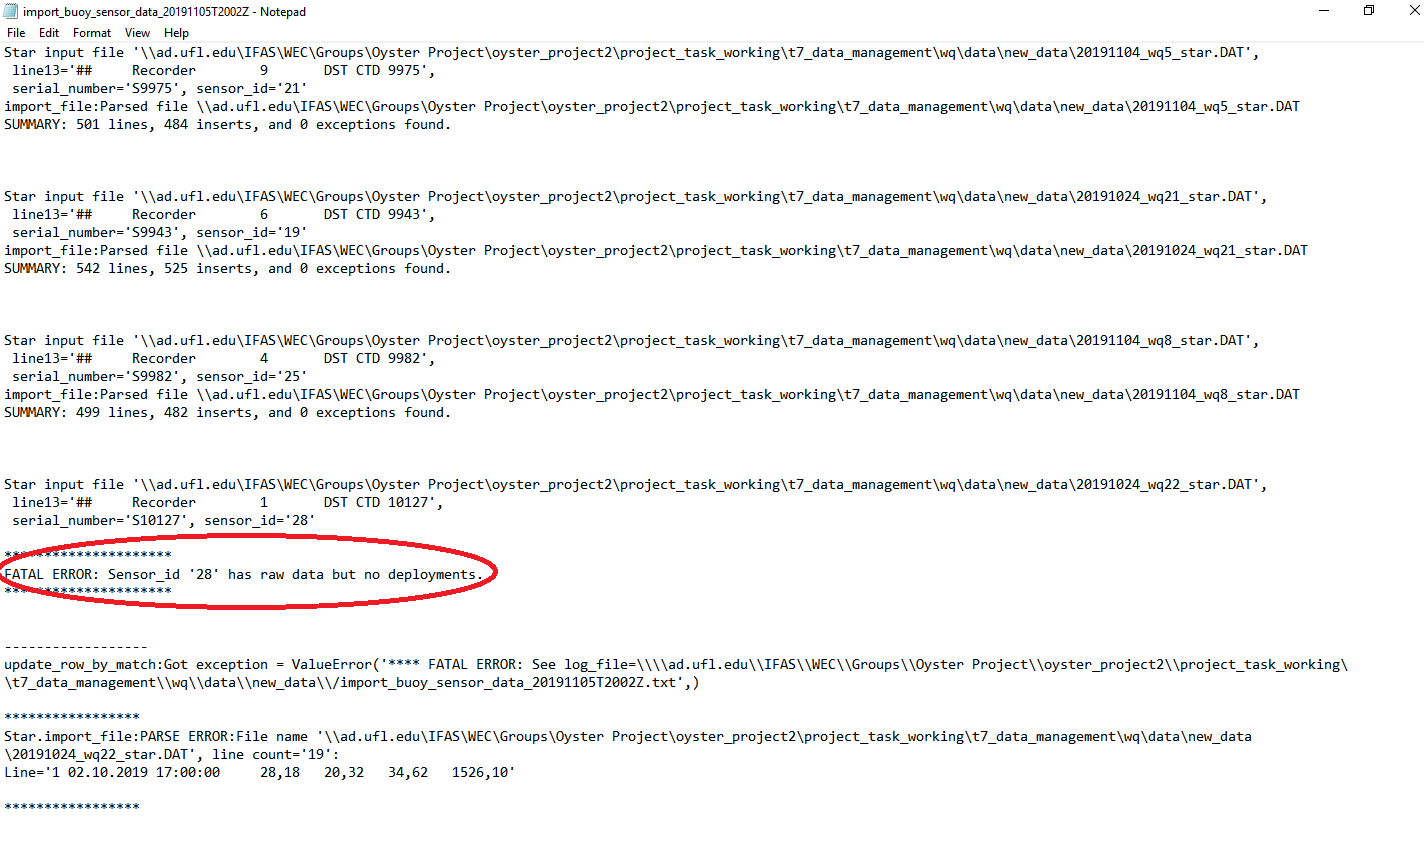 import_buoy_sensor_data_20191105T2002Z - Notepad
File Edit Format View Help
Star input file '\\ad.ufl.edu\IFAS\WEC\Groups\Oyster Project\oyster_project2\project_task_working\t7_data_management\wq\data\new_data\20191104_wq5_star.DAT',
line13='## Recorder 9 DST CTD 9975',
serial_number='S9975', sensor_id='21'
import_file:Parsed file \\ad.ufl.edu\IFAS\WEC\Groups\Oyster Project\oyster_project2\project_task_working\t7_data_management\wq\data\new_data\20191104_wq5_star.DAT
SUMMARY: 501 lines, 484 inserts, and 0 exceptions found.
Star input file '\\ad.ufl.edu\IFAS\WEC\Groups\Oyster Project\oyster_project2\project_task_working\t7_data_management\wq\data\new_data\20191024_wq21_star.DAT',
line13='## Recorder 6 DST CTD 9943',
serial_number='S9943', sensor_id='19'
import_file:Parsed file \\ad.ufl.edu\IFAS\WEC\Groups\Oyster Project\oyster_project2\project_task_working\t7_data_management\wq\data\new_data\20191024_wq21_star.DAT
SUMMARY: 542 lines, 525 inserts, and 0 exceptions found.
Star input file '\\ad.ufl.edu\IFAS\WEC\Groups\Oyster Project\oyster_project2\project_task_working\t7_data_management\wq\data\new_data\20191104_wq8_star.DAT',
line13='## Recorder 4 DST CTD 9982',
serial_number='S9982', sensor_id='25'
import_file:Parsed file \\ad.ufl.edu\IFAS\WEC\Groups\Oyster Project\oyster_project2\project_task_working\t7_data_management\wq\data\new_data\20191104_wq8_star.DAT
SUMMARY: 499 lines, 482 inserts, and 0 exceptions found.
Star input file '\\ad.ufl.edu\IFAS\WEC\Groups\Oyster Project\oyster_project2\project_task_working\t7_data_management\wq\data\new_data\20191024_wq22_star.DAT',
line13='## Recorder 1 DST CTD 10127',
serial_number='S10127', sensor_id='28'
*********************
FATAL ERROR: Sensor_id '28' has raw data but no deployments.
*********************
------------------
update_row_by_match:Got exception = ValueError('**** FATAL ERROR: See log_file=\\\\ad.ufl.edu\\IFAS\\WEC\\Groups\\Oyster Project\\oyster_project2\\project_task_working\
\t7_data_management\\wq\\data\\new_data\\/import_buoy_sensor_data_20191105T2002Z.txt',)
*****************
Star.import_file:PARSE ERROR:File name '\\ad.ufl.edu\IFAS\WEC\Groups\Oyster Project\oyster_project2\project_task_working\t7_data_management\wq\data\new_data
\20191024_wq22_star.DAT', line count='19':
Line='1 02.10.2019 17:00:00 28,18 20,32 34,62 1526,10'
*****************